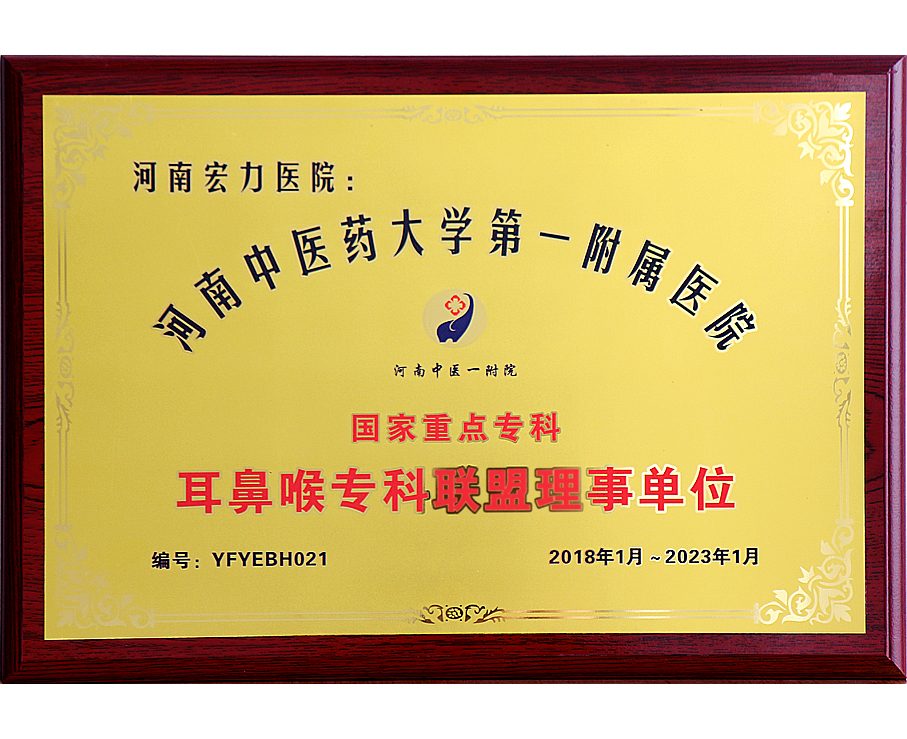 河南宏力医院：
河南中医药大学第一附属医院
河南中医一附院
国家重点专科
耳鼻喉专科联盟理事单位
编号：YFYEBH021
2018年1月～2023年1月